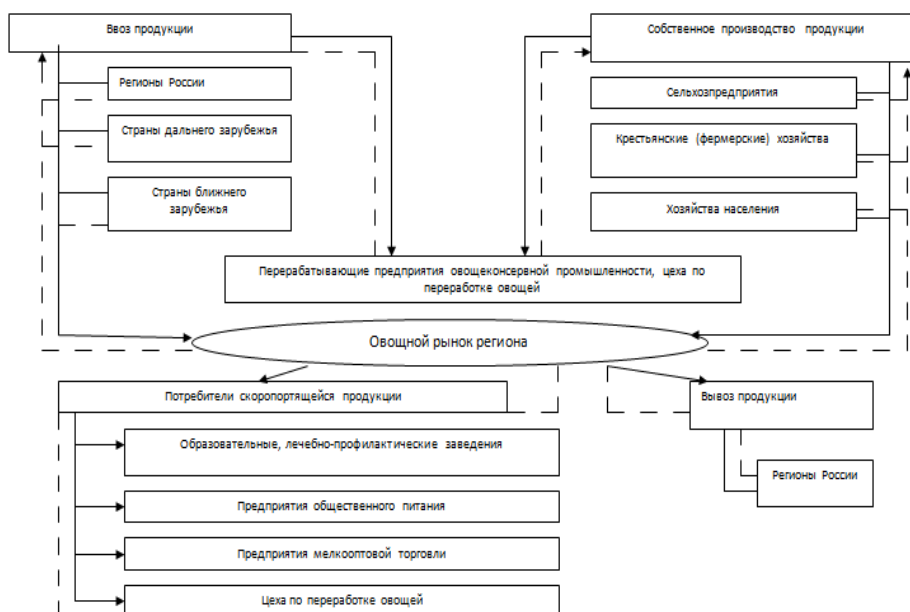 Ввоз продукции
Собственное производство продукции
Регионы России
Страны дальнего зарубежья
Страны ближнего
зарубежья
Сельхозпредприятия
Крестьянские (фермерские) хозяйства
Хозяйства населения
Перерабатывающие предприятия овощеконсервной промышленности, цеха по
переработке овощей
Овощной рынок региона
Потребители скоропортящейся продукции
Образовательные, лечебно-профилактические заведения
Предприятия общественного питания
Предприятия мелкооптовой торговли
Цеха по переработке овощей
Вывоз продукции
Регионы России